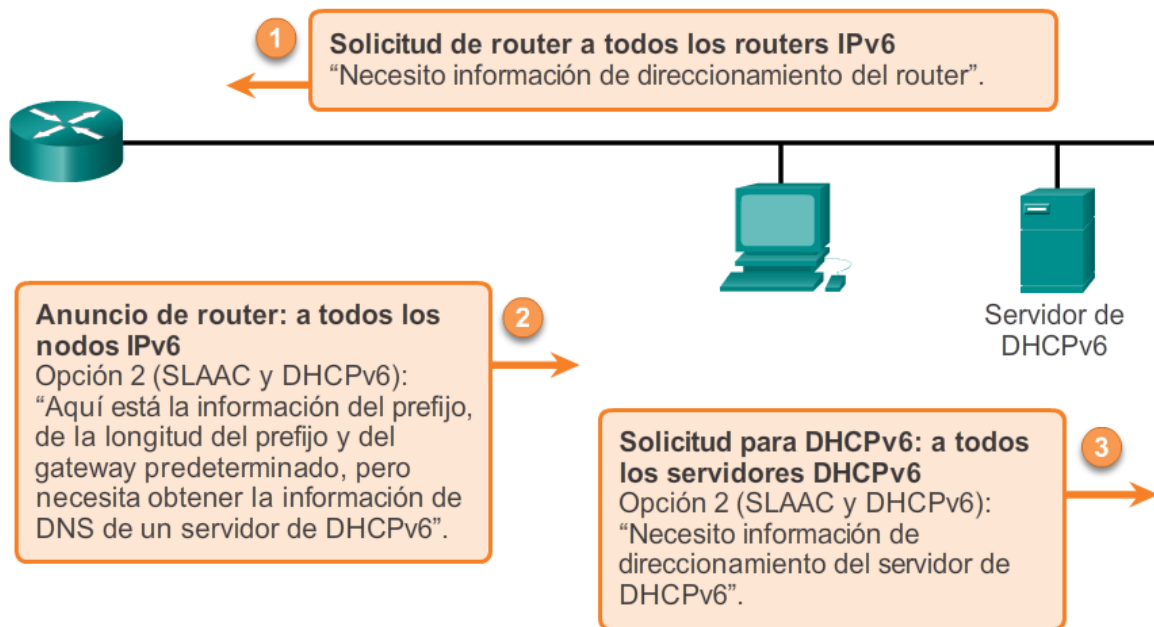 1
Solicitud de router a todos los routers IPv6
“Necesito información de direccionamiento del router”.
Servidor de
DHCPv6
2
Anuncio de router: a todos los
nodos IPv6
Opción 2 (SLAAC y DHCPv6):
“Aquí está la información del prefijo,
de la longitud del prefijo y del
gateway predeterminado, pero
necesita obtener la información de
DNS de un servidor de DHCPv6”.
3
Solicitud para DHCPv6: a todos
los servidores DHCPv6
Opción 2 (SLAAC y DHCPv6):
“Necesito información de
direccionamiento del servidor de
DHCPv6”.